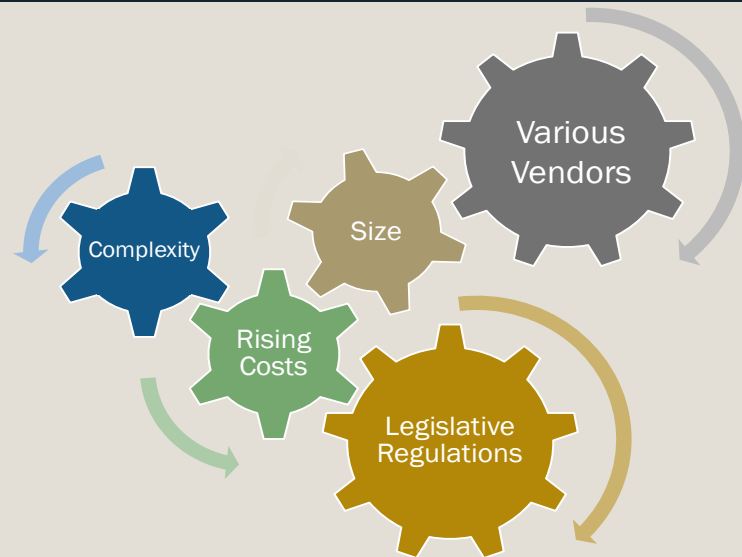 Various
Vendors
Size
Complexity
Rising
Costs
Legislative
Regulations